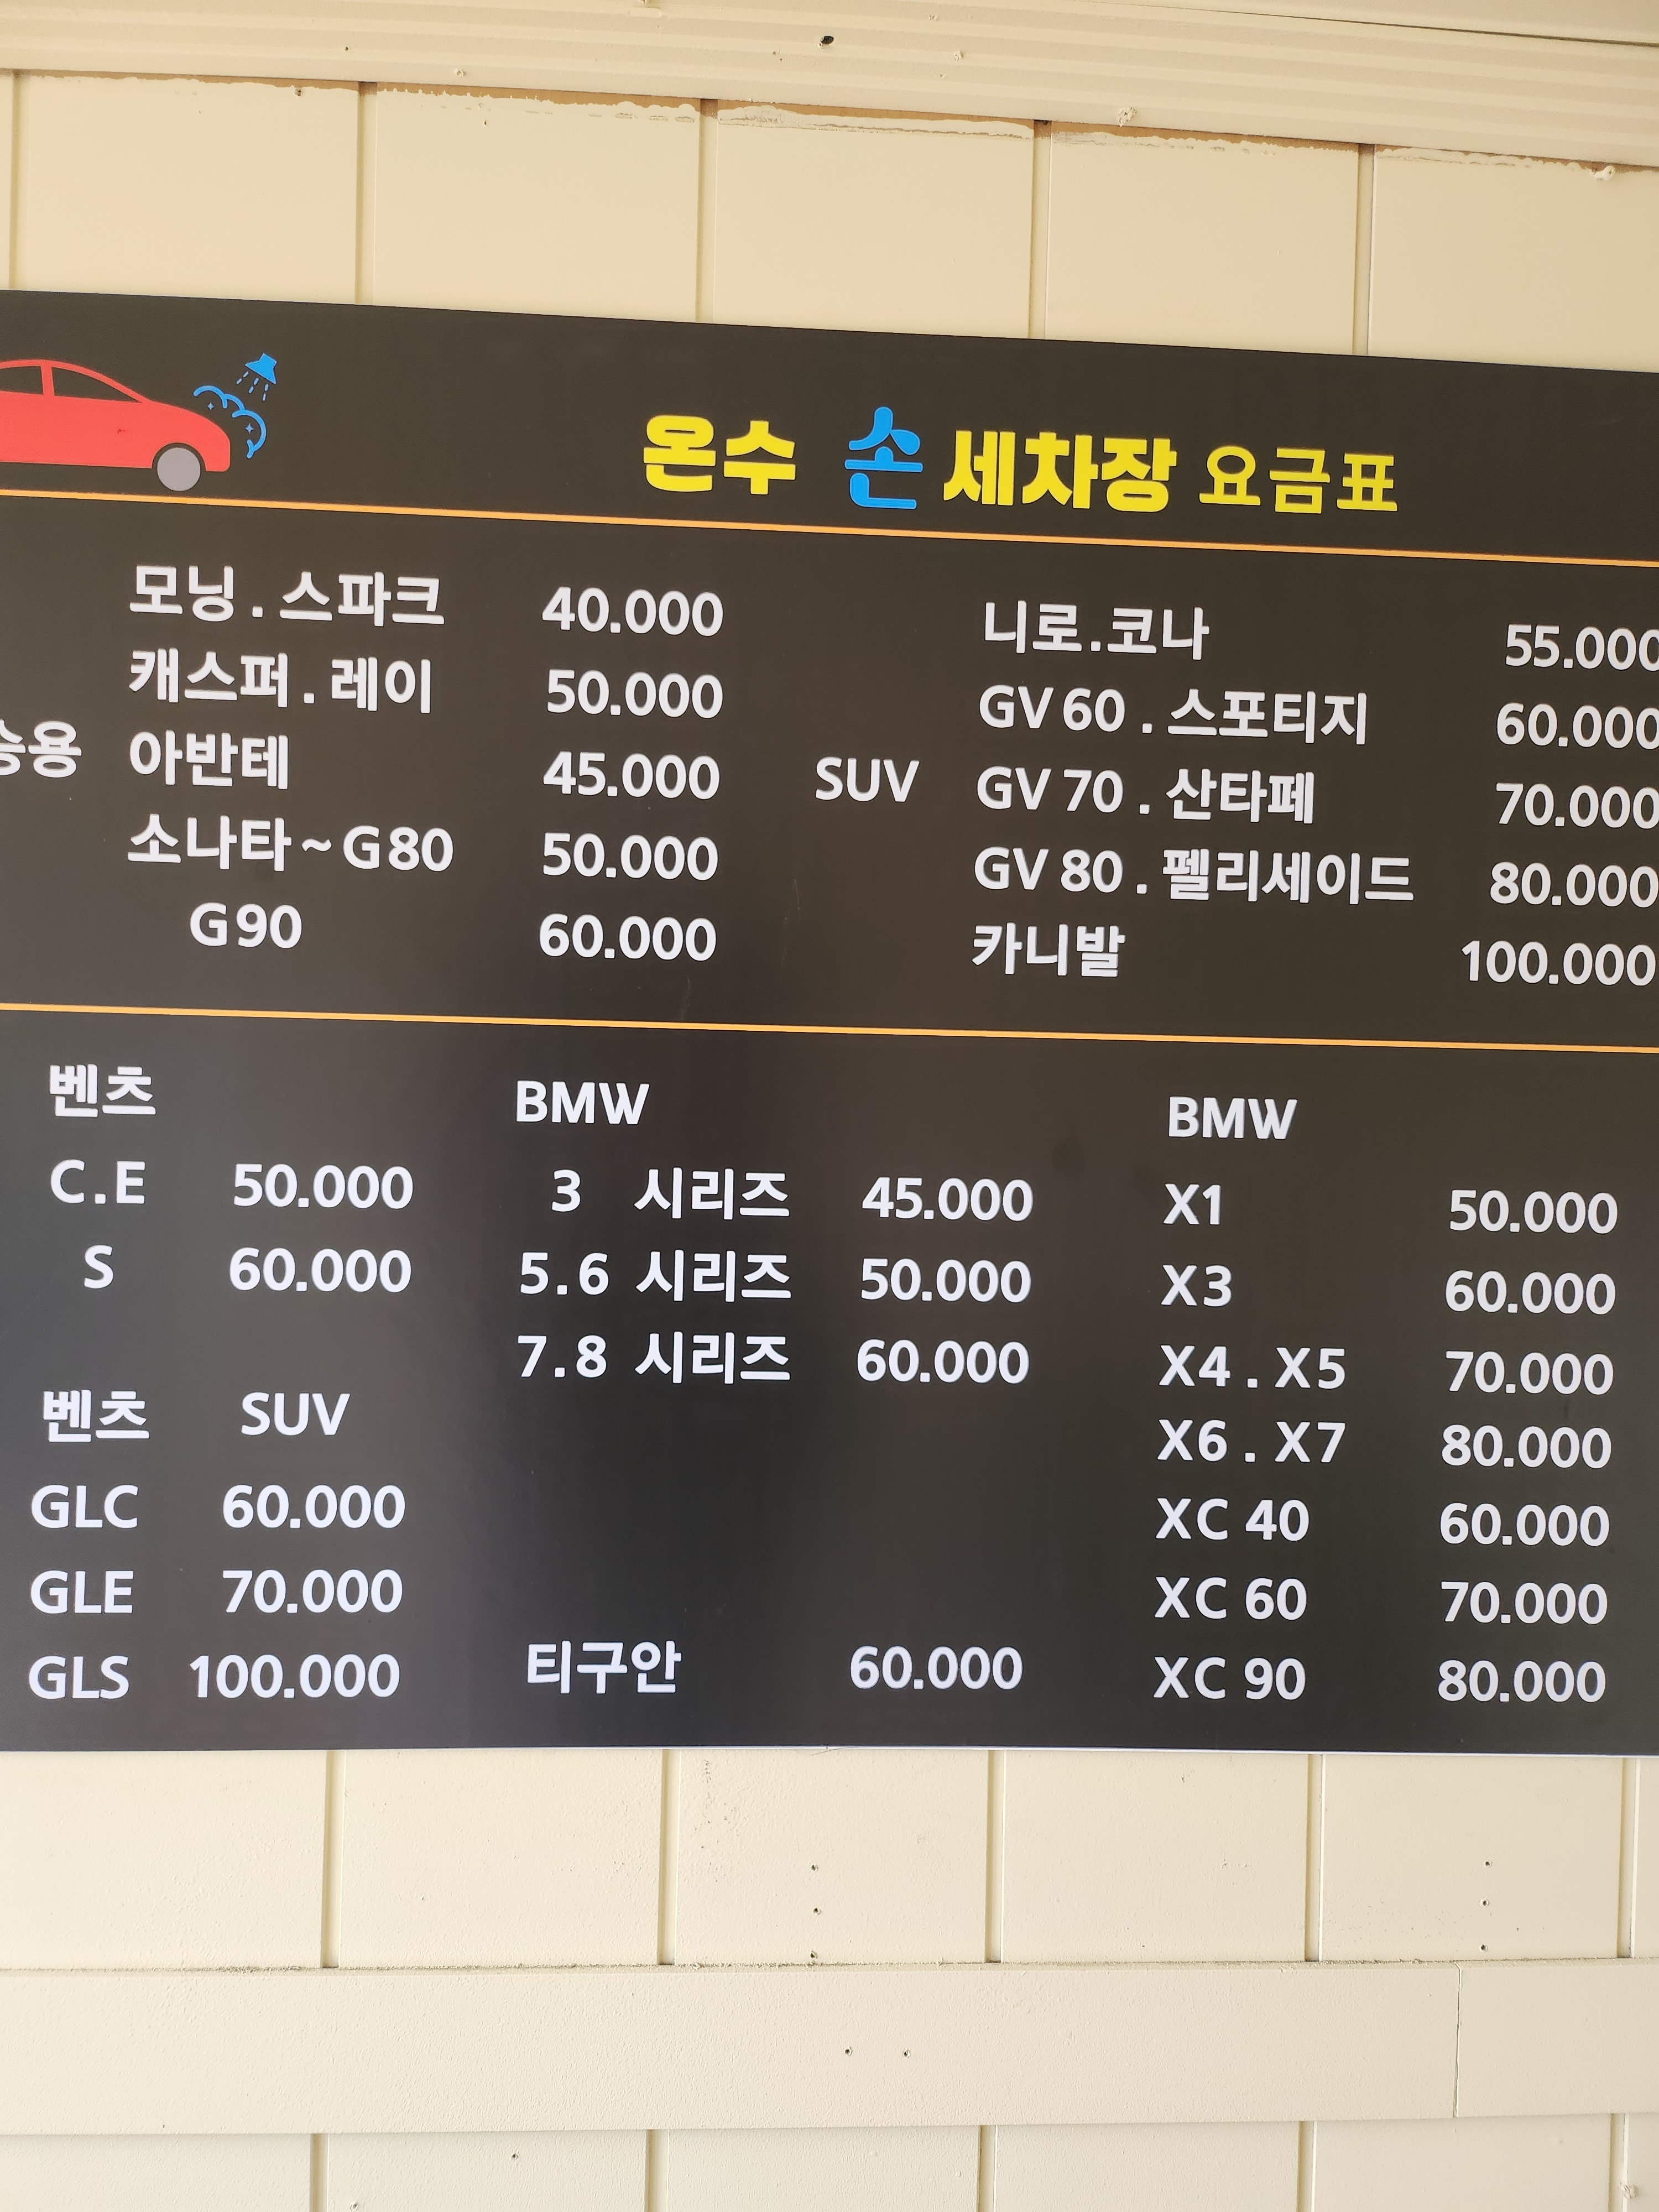 온수 손 세차장 요금표
승용
모닝 . 스파크 40.000
캐스퍼 . 레이 50.000
아반테 45.000
소나타 ~ G80 50.000
G90 60.000
SUV
니로 . 코나 55.000
GV 60 . 스포티지 60.000
GV 70 . 산타페 70.000
GV 80 . 펠리세이드 80.000
카니발 100.000
벤츠
C . E 50.000
S 60.000
벤츠 SUV
GLC 60.000
GLE 70.000
GLS 100.000
BMW
3 시리즈 45.000
5.6 시리즈 50.000
7.8 시리즈 60.000
티구안 60.000
BMW
X1 50.000
X3 60.000
X4 . X5 70.000
X6 . X7 80.000
XC 40 60.000
XC 60 70.000
XC 90 80.000